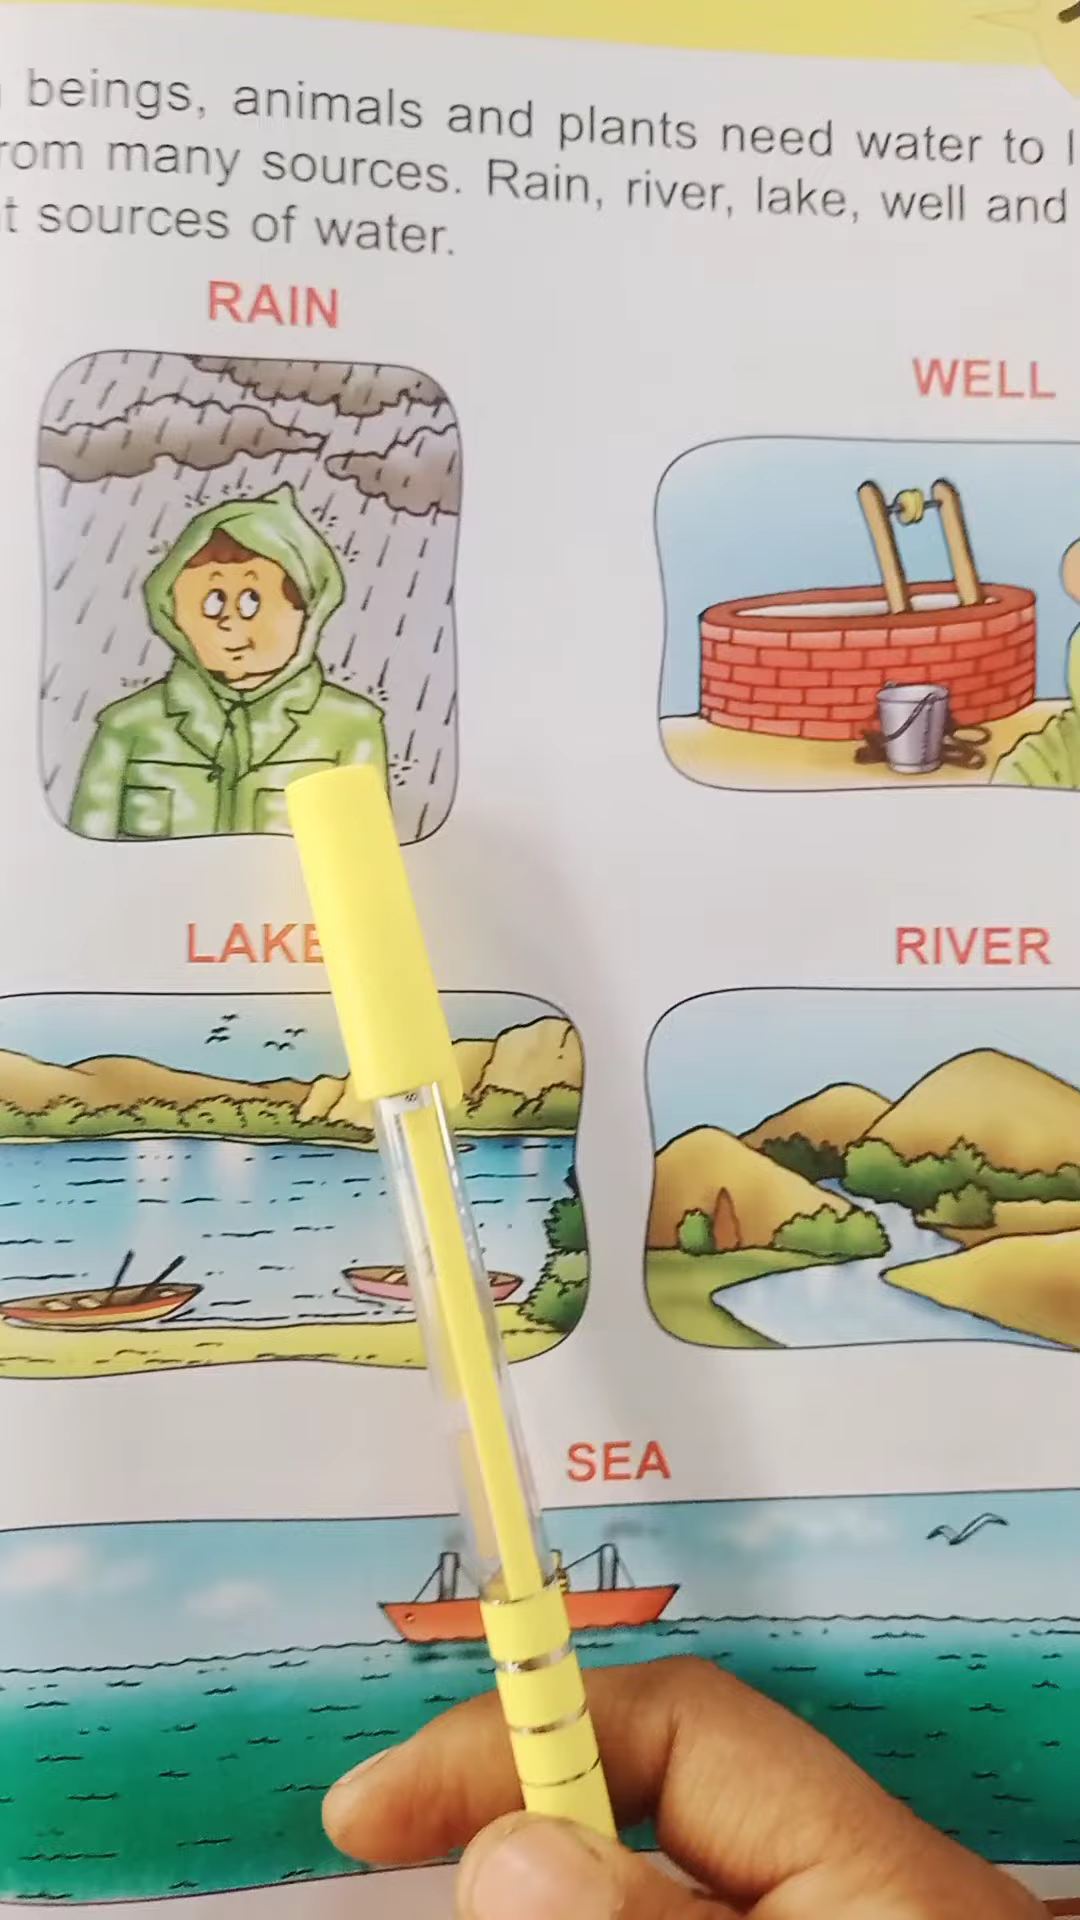 beings, animals and plants need water to
many sources. Rain, river, lake, well and
sources of water.
RAIN
WELL
LAKE
RIVER
SEA